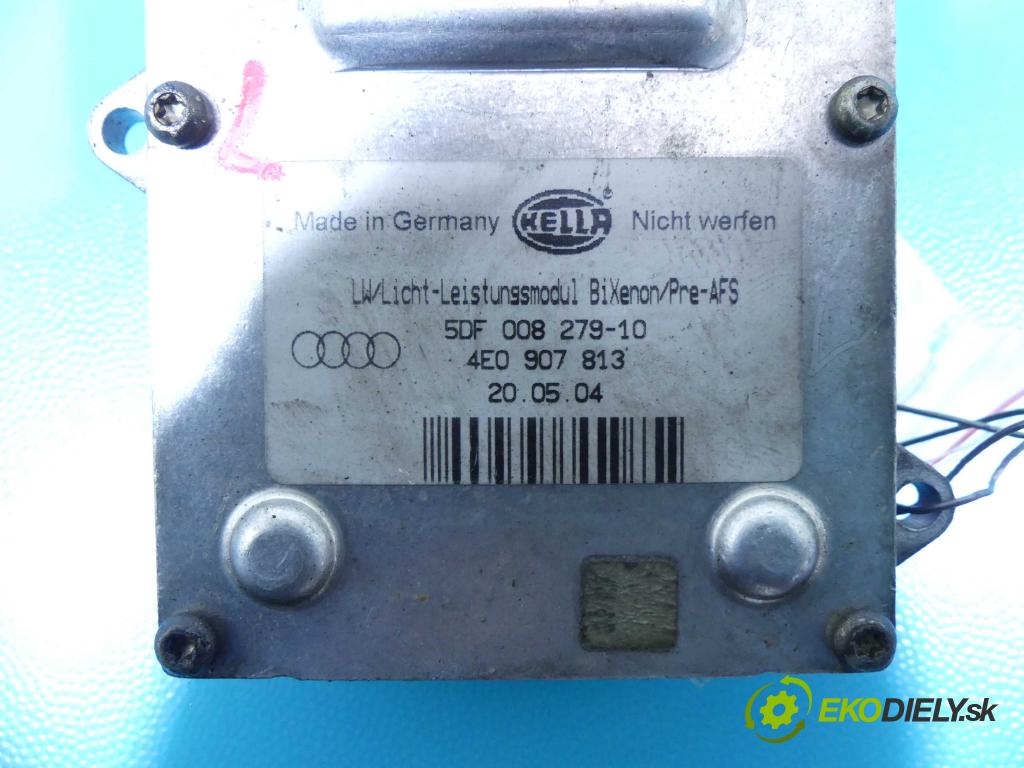 L
Made in Germany HELLA ® Nicht werfen
LW/Licht-Leistungsmodul BiXenon/Pre-AFS
5DF 008 279-10
4E0 907 813
20.05.04
EKODIELY.sk